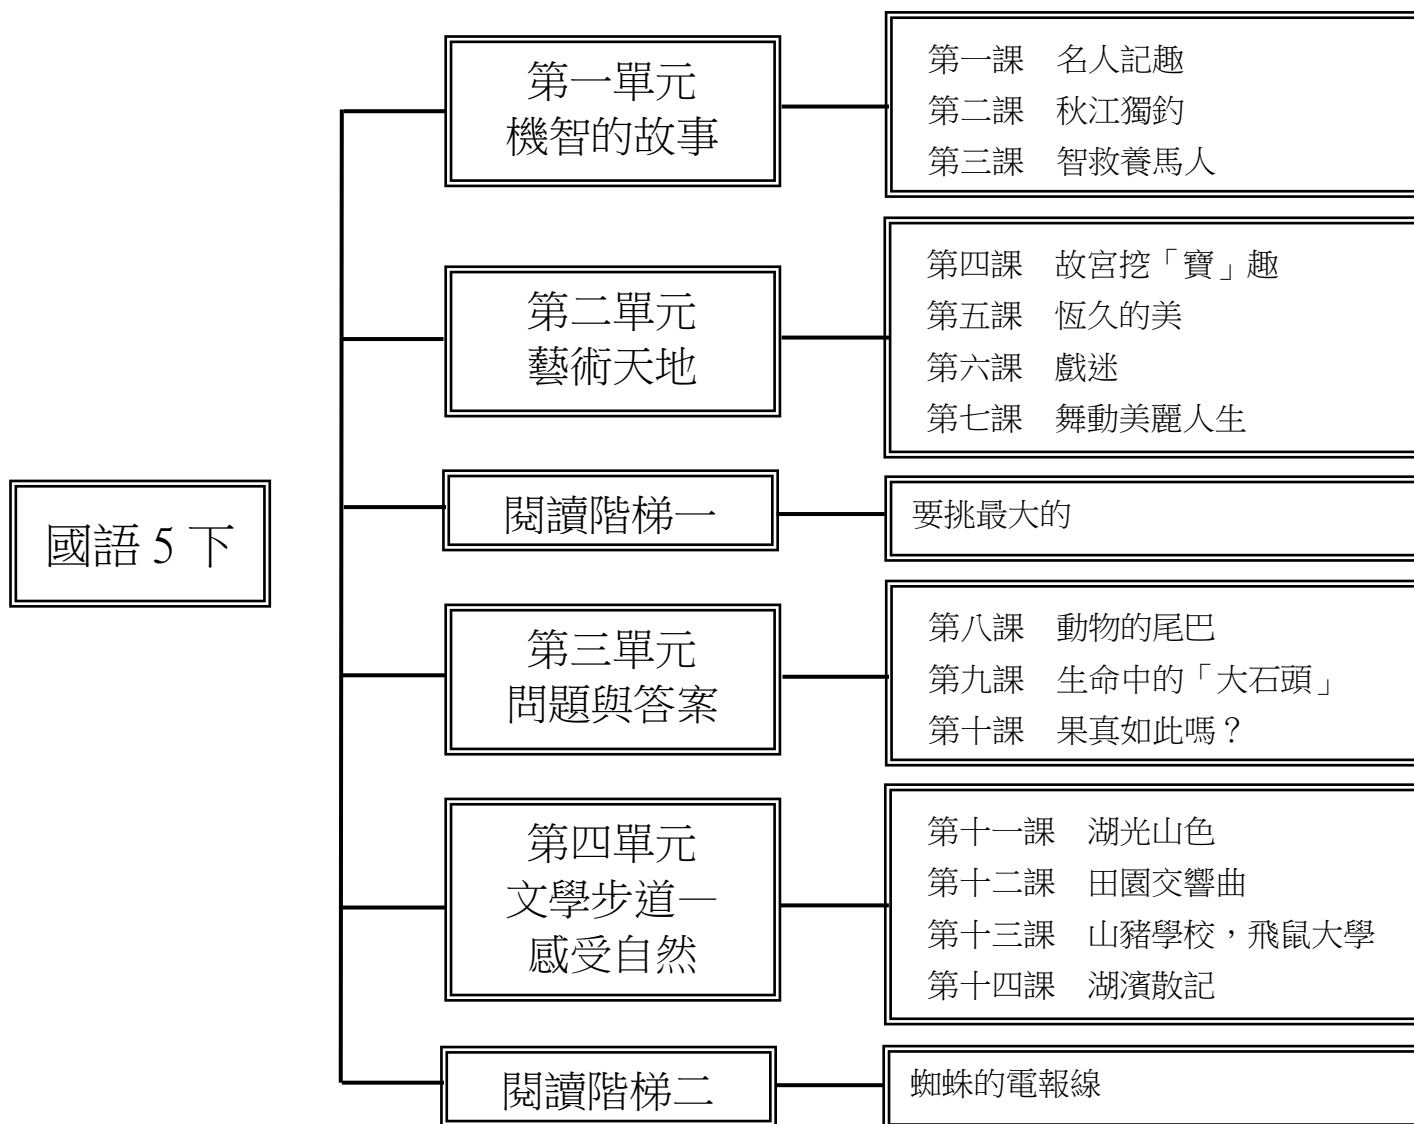 國語 5 下
第一單元
機智的故事
第一課　名人記趣
第二課　秋江獨釣
第三課　智救養馬人
第二單元
藝術天地
第四課　故宮挖「寶」趣
第五課　恆久的美
第六課　戲迷
第七課　舞動美麗人生
閱讀階梯一
要挑最大的
第三單元
問題與答案
第八課　動物的尾巴
第九課　生命中的「大石頭」
第十課　果真如此嗎？
第四單元
文學步道—
感受自然
第十一課　湖光山色
第十二課　田園交響曲
第十三課　山豬學校，飛鼠大學
第十四課　湖濱散記
閱讀階梯二
蜘蛛的電報線